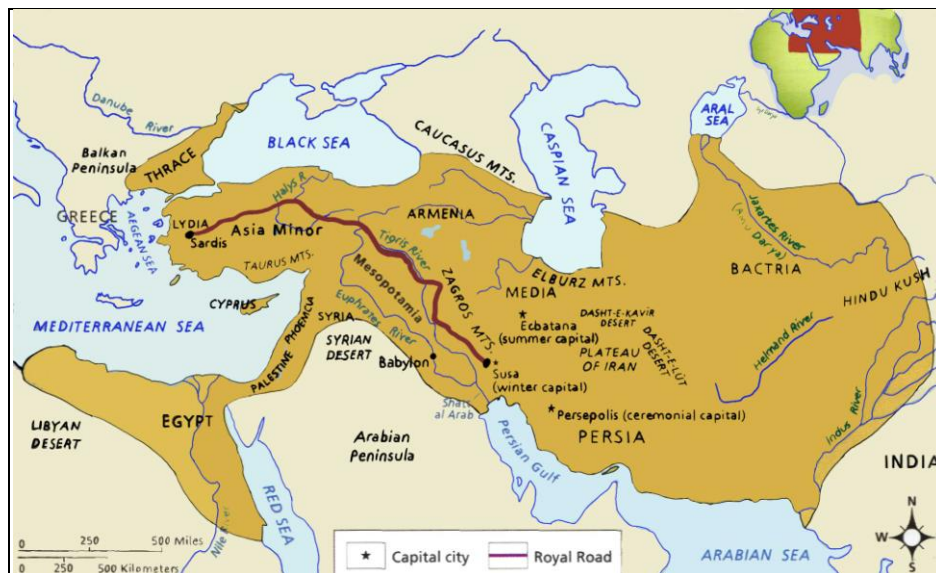 Danube
River
Balkan
Peninsula
THRACE
BLACK SEA
CAUCASUS MTS.
CASPIAN SEA
ARAL
SEA
GREECE
AEGEAN SEA
LYDIA
Sardis
Asia Minor
Halys R.
ARMENIA
TAURUS MTS.
Tigris River
Mesopotamia
ZAGROS MTS.
ELBURZ MTS.
MEDIA
Jaxartes River
(Amu Darya)
BACTRIA
HINDU KUSH
CYPRUS
MEDITERRANEAN SEA
SYRIA
PALESTINE PHOENICIA
Euphrates River
SYRIAN
DESERT
Babylon
Ecbatana
(summer capital)
DASHT-E-KAVIR
DESERT
DASHT-E-LUT
DESERT
PLATEAU
OF IRAN
Helmand River
Susa
(winter capital)
Shatt
al Arab
Persepolis (ceremonial capital)
PERSIA
Indus River
INDIA
LIBYAN
DESERT
EGYPT
Nile River
RED SEA
Arabian
Peninsula
Persian Gulf
ARABIAN SEA
N
W
E
S
0 250 500 Miles
0 250 500 Kilometers
Capital city
Royal Road